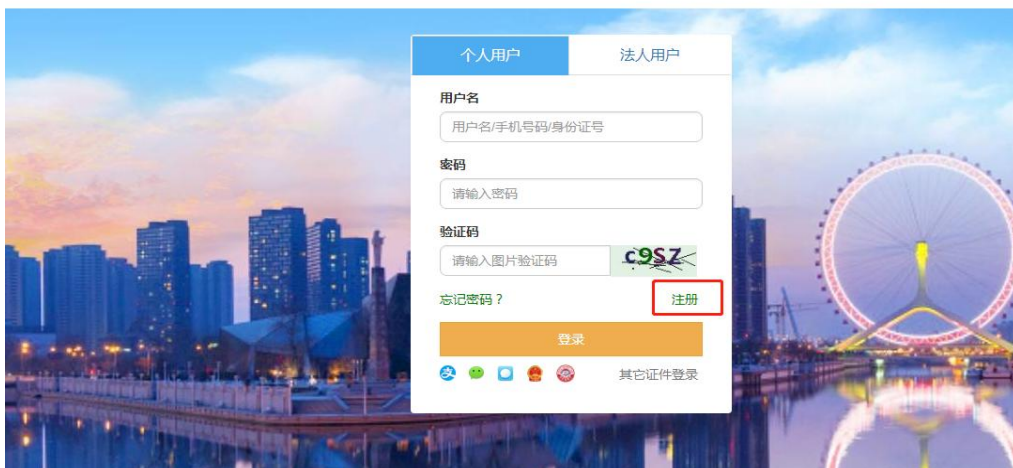 个人用户 法人用户
用户名
用户名/手机号码/身份证号
密码
请输入密码
验证码
请输入图片验证码 c9SZ
忘记密码？ 注册
登录
其它证件登录